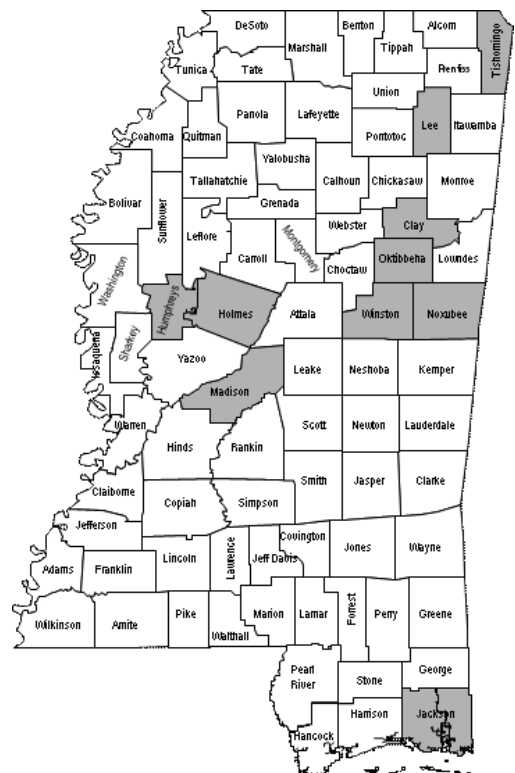 DeSoto
Benton
Alcorn
Marshall
Tippah
Tishomingo
Tunica
Tate
Prentiss
Union
Panola
Lafeyette
Lee
Itawamba
Coahoma
Quitman
Pontotoc
Yalobusha
Tallahatchie
Calhoun
Chickasaw
Monroe
Bolivar
Sunflower
Grenada
Leflore
Webster
Clay
Carroll
Montgomery
Choctaw
Oktibbeha
Lowndes
Washington
Humphreys
Holmes
Attala
Winston
Noxubee
Issaquena
Sharkey
Yazoo
Leake
Neshoba
Kemper
Madison
Warren
Hinds
Rankin
Scott
Newton
Lauderdale
Claiborne
Copiah
Simpson
Smith
Jasper
Clarke
Jefferson
Lincoln
Lawrence
Jeff Davis
Covington
Jones
Wayne
Adams
Franklin
Wilkinson
Amite
Pike
Walthall
Marion
Lamar
Forrest
Perry
Greene
Pearl
River
Stone
George
Hancock
Harrison
Jackson